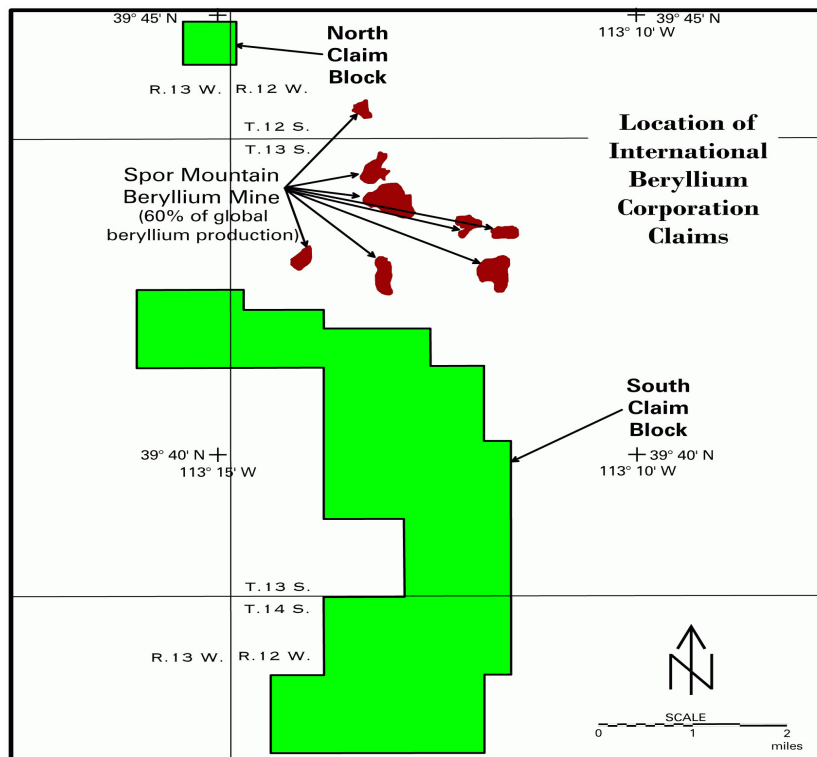 39° 45' N
39° 45' N
113° 10' W
North
Claim
Block
R.13 W.
R.12 W.
T.12 S.
T.13 S.
Location of
International
Beryllium
Corporation
Claims
Spor Mountain
Beryllium Mine
(60% of global
beryllium production)
South
Claim
Block
39° 40' N
113° 15' W
39° 40' N
113° 10' W
T.13 S.
T.14 S.
R.13 W.
R.12 W.
N
SCALE
0 1 2
miles